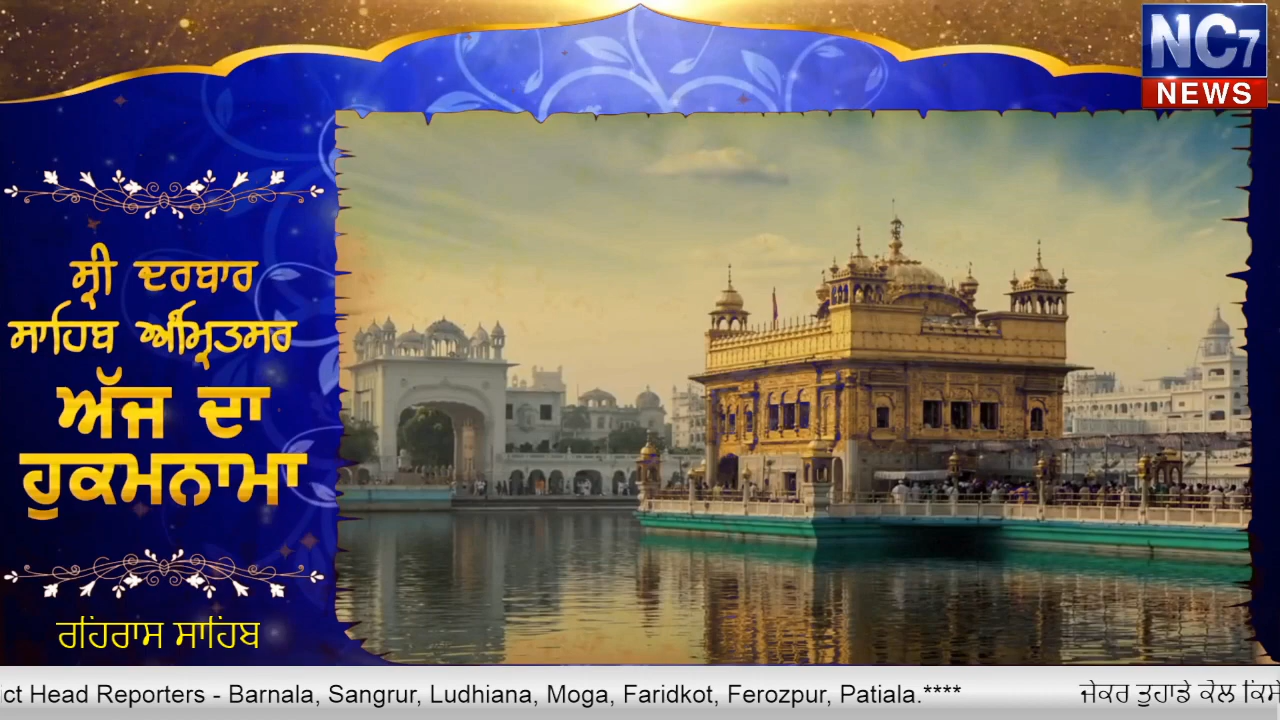 NC7
NEWS
ਸ੍ਰੀ ਦਰਬਾਰ
ਸਾਹਿਬ ਅੰਮ੍ਰਿਤਸਰ
ਅੱਜ ਦਾ
ਹੁਕਮਨਾਮਾ
ਰਹਿਰਾਸ ਸਾਹਿਬ
ict Head Reporters - Barnala, Sangrur, Ludhiana, Moga, Faridkot, Ferozpur, Patiala.**** ਜੇਕਰ ਤੁਹਾਡੇ ਕੋਲ ਕਿਸੇ